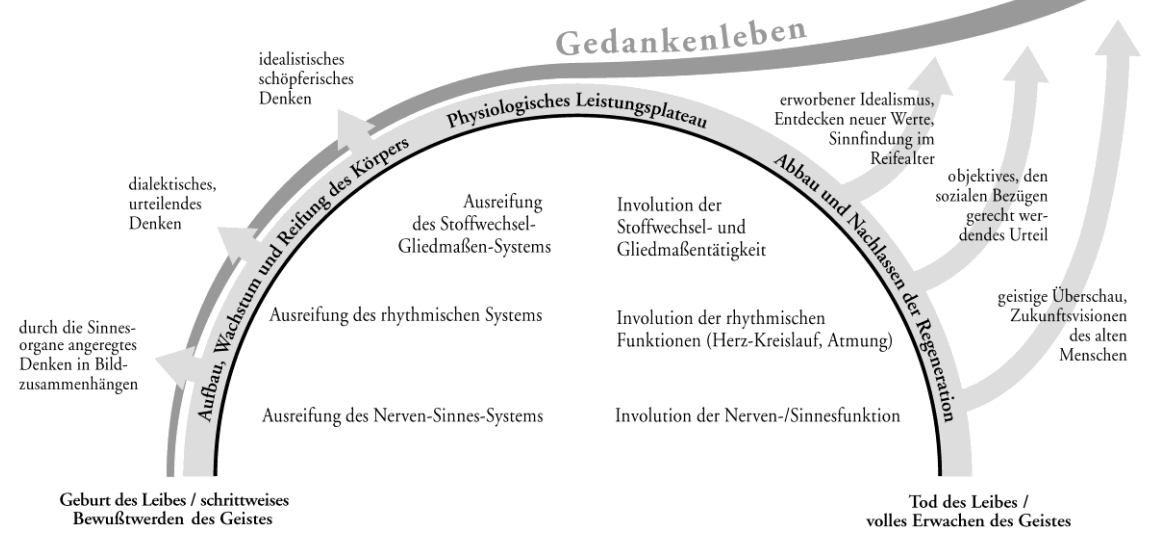 Gedankenleben
idealistisches
schöpferisches
Denken
Physiologisches Leistungsplateau
erworbener Idealismus,
Entdecken neuer Werte,
Sinnfindung im
Reifealter
dialektisches,
urteilendes
Denken
objektives, den
sozialen Bezügen
gerecht wer-
dendes Urteil
Aufbau, Wachstum und Reifung des Körpers
Abbau und Nachlassen der Regeneration
Ausreifung
des Stoffwechsel-
Gliedmaßen-Systems
Involution der
Stoffwechsel- und
Gliedmaßentätigkeit
durch die Sinnes-
organe angeregtes
Denken in Bild-
zusammenhängen
Ausreifung des rhythmischen Systems
Involution der rhythmischen
Funktionen (Herz-Kreislauf, Atmung)
geistige Überschau,
Zukunftsvisionen
des alten
Menschen
Ausreifung des Nerven-Sinnes-Systems
Involution der Nerven-/Sinnesfunktion
Geburt des Leibes / schrittweises
Bewußtwerden des Geistes
Tod des Leibes /
volles Erwachen des Geistes